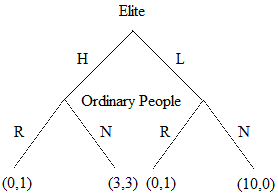 Elite
H L
Ordinary People
R N R N
(0,1) (3,3) (0,1) (10,0)